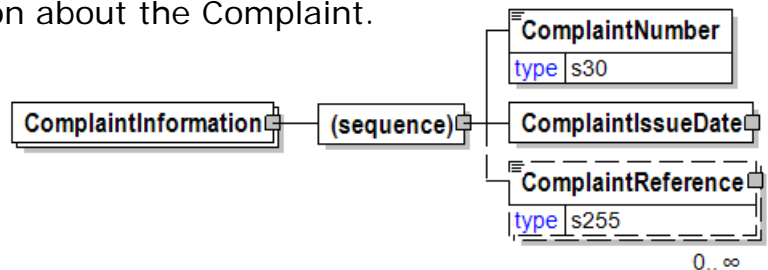 on about the Complaint.
ComplaintNumber
type s30
ComplaintInformation
(sequence)
ComplaintIssueDate
ComplaintReference
type s255
0..∞